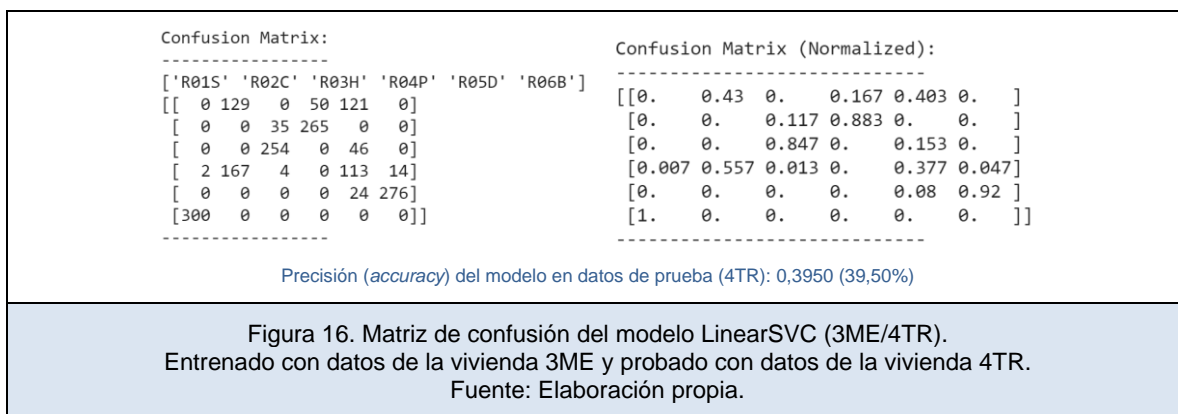 Confusion Matrix:
-----------------
['R01S' 'R02C' 'R03H' 'R04P' 'R05D' 'R06B']
[[  0 129   0  50 121   0]
 [  0   0  35 265   0   0]
 [  0   0 254   0  46   0]
 [  2 167   4   0 113  14]
 [  0   0   0   0  24 276]
 [300   0   0   0   0   0]]
-----------------
Confusion Matrix (Normalized):
-----------------------------
[[0.    0.43  0.    0.167 0.403 0.   ]
 [0.    0.    0.117 0.883 0.    0.   ]
 [0.    0.    0.847 0.    0.153 0.   ]
 [0.007 0.557 0.013 0.    0.377 0.047]
 [0.    0.    0.    0.    0.08  0.92 ]
 [1.    0.    0.    0.    0.    0.   ]]
-----------------------------
Precisión (accuracy) del modelo en datos de prueba (4TR): 0,3950 (39,50%)
Figura 16. Matriz de confusión del modelo LinearSVC (3ME/4TR).
Entrenado con datos de la vivienda 3ME y probado con datos de la vivienda 4TR.
Fuente: Elaboración propia.